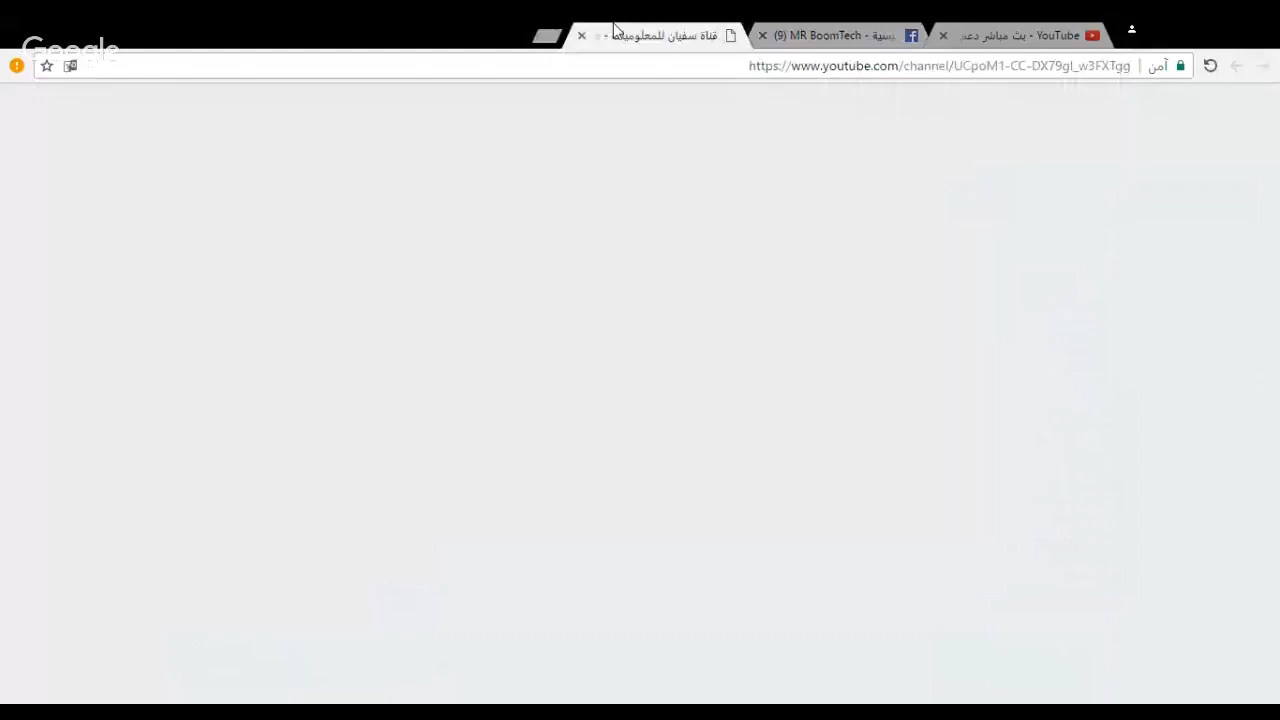 Google
YouTube - بث مباشر دعم
(9) MR BoomTech -
قناة سفيان للمعلوميات -
آمن | https://www.youtube.com/channel/UCpoM1-CC-DX79gl_w3FXTgg